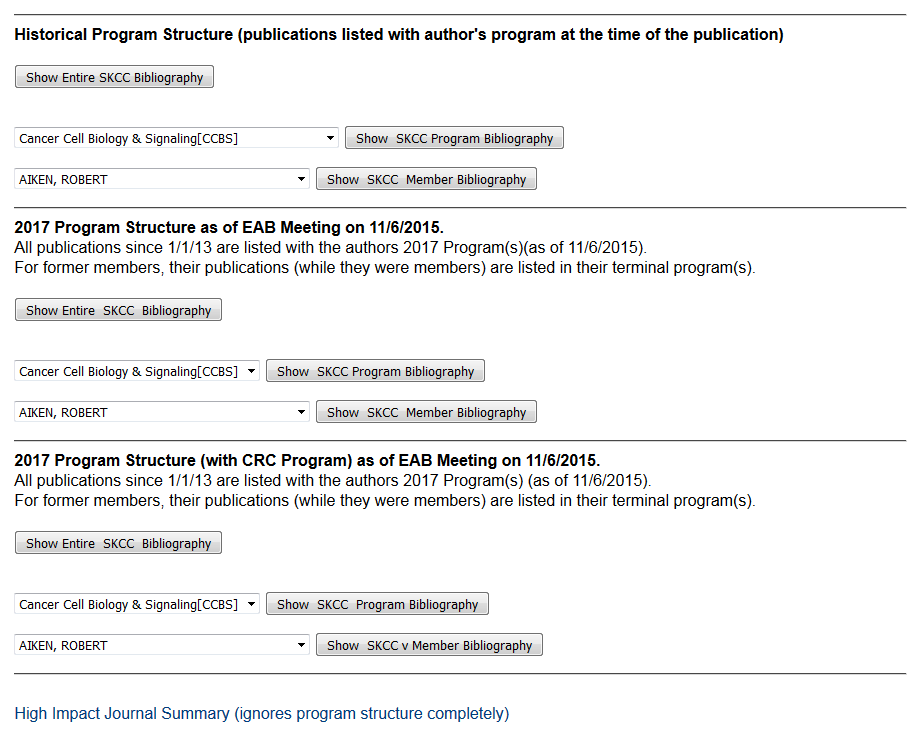 Historical Program Structure (publications listed with author's program at the time of the publication)
Show Entire SKCC Bibliography
Cancer Cell Biology & Signaling[CCBS] Show SKCC Program Bibliography
AIKEN, ROBERT Show SKCC Member Bibliography
2017 Program Structure as of EAB Meeting on 11/6/2015.
All publications since 1/1/13 are listed with the authors 2017 Program(s)(as of 11/6/2015).
For former members, their publications (while they were members) are listed in their terminal program(s).
Show Entire SKCC Bibliography
Cancer Cell Biology & Signaling[CCBS] Show SKCC Program Bibliography
AIKEN, ROBERT Show SKCC Member Bibliography
2017 Program Structure (with CRC Program) as of EAB Meeting on 11/6/2015.
All publications since 1/1/13 are listed with the authors 2017 Program(s) (as of 11/6/2015).
For former members, their publications (while they were members) are listed in their terminal program(s).
Show Entire SKCC Bibliography
Cancer Cell Biology & Signaling[CCBS] Show SKCC Program Bibliography
AIKEN, ROBERT Show SKCC v Member Bibliography
High Impact Journal Summary (ignores program structure completely)